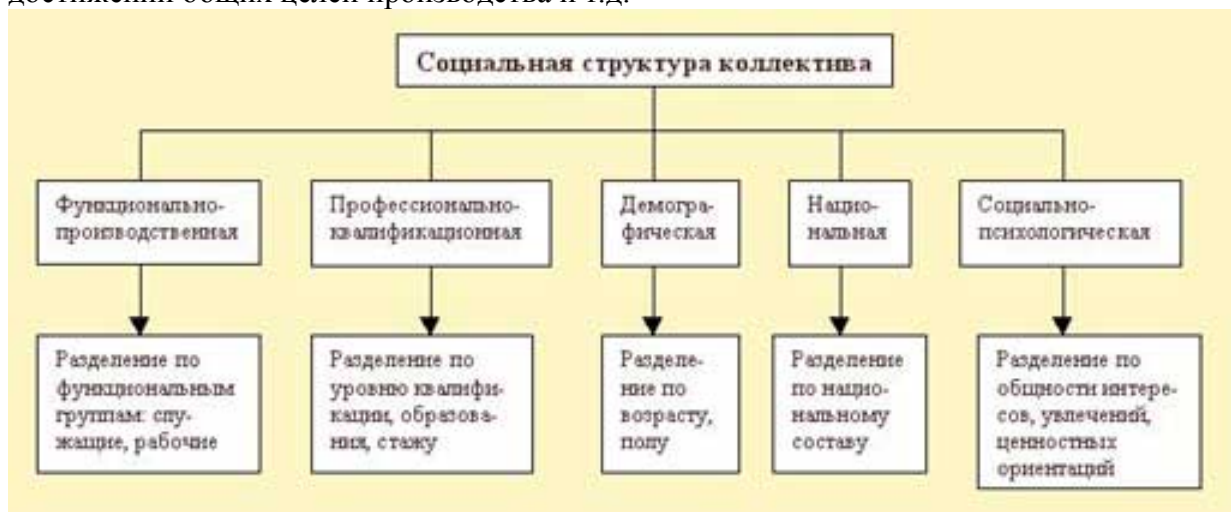 достижении общих целей производства и т.д.
Социальная структура коллектива
Функционально-
производственная
Профессионально-
квалификационная
Демогра-
фическая
Нацио-
нальная
Социально-
психологическая
Разделение по
функциональным
группам: слу-
жащие, рабочие
Разделение по
уровню квалифи-
кации, образова-
ния, стажу
Разделе-
ние по
возрасту,
полу
Разделение
по нацио-
нальному
составу
Разделение по
общности интере-
сов, увлечений,
ценностных
ориентаций